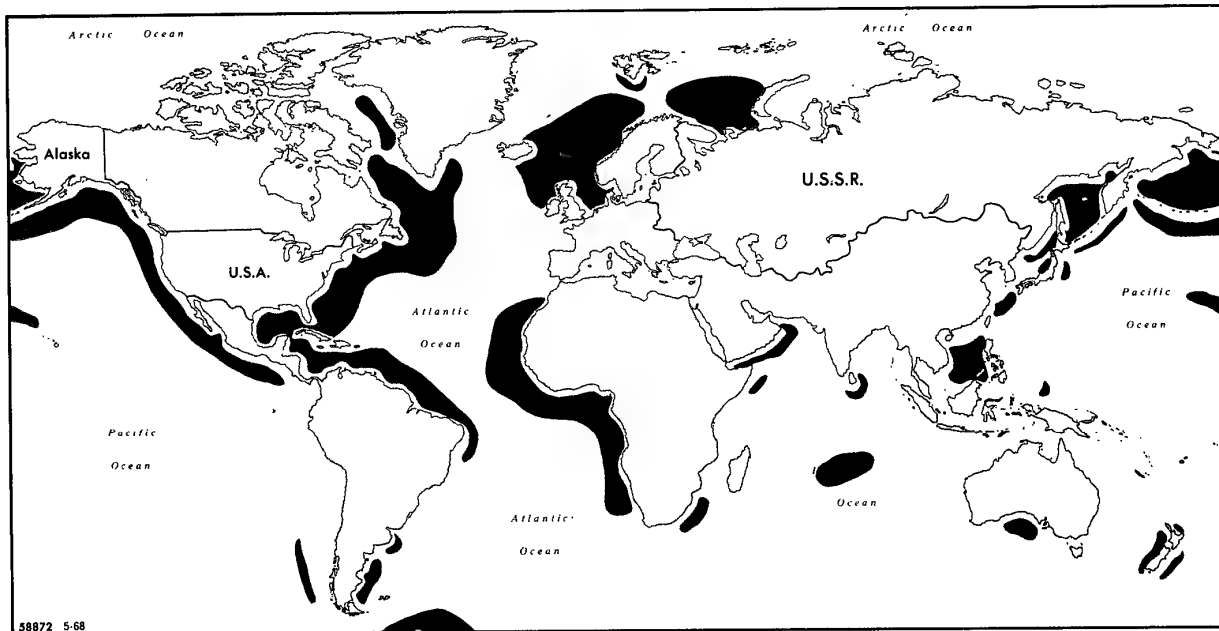 Arctic Ocean
Arctic Ocean
Alaska
U.S.S.R.
U.S.A.
Atlantic
Ocean
Pacific
Ocean
Pacific
Ocean
Ocean
Atlantic
Ocean
58872 5-68